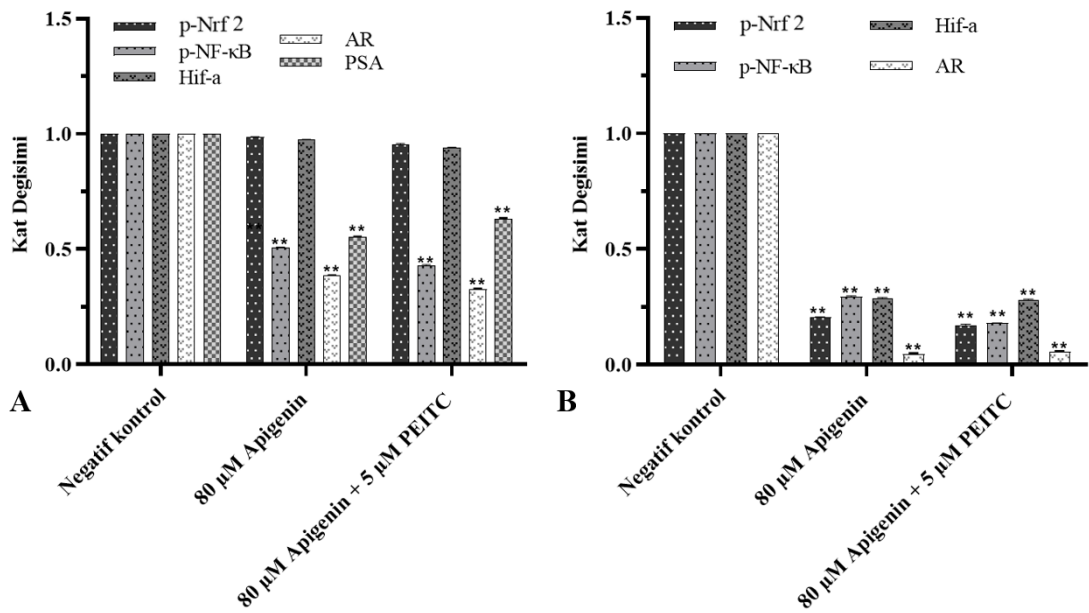 1.5
1.0
0.5
0.0
Kat Degisimi
p-Nrf 2
p-NF-κB
Hif-a
AR
PSA
**
**
**
**
**
**
Negatif kontrol
80 µM Apigenin
80 µM Apigenin + 5 µM PEITC
A
1.5
1.0
0.5
0.0
Kat Degisimi
p-Nrf 2
p-NF-κB
Hif-a
AR
**
**
**
**
**
**
**
**
Negatif kontrol
80 µM Apigenin
80 µM Apigenin + 5 µM PEITC
B